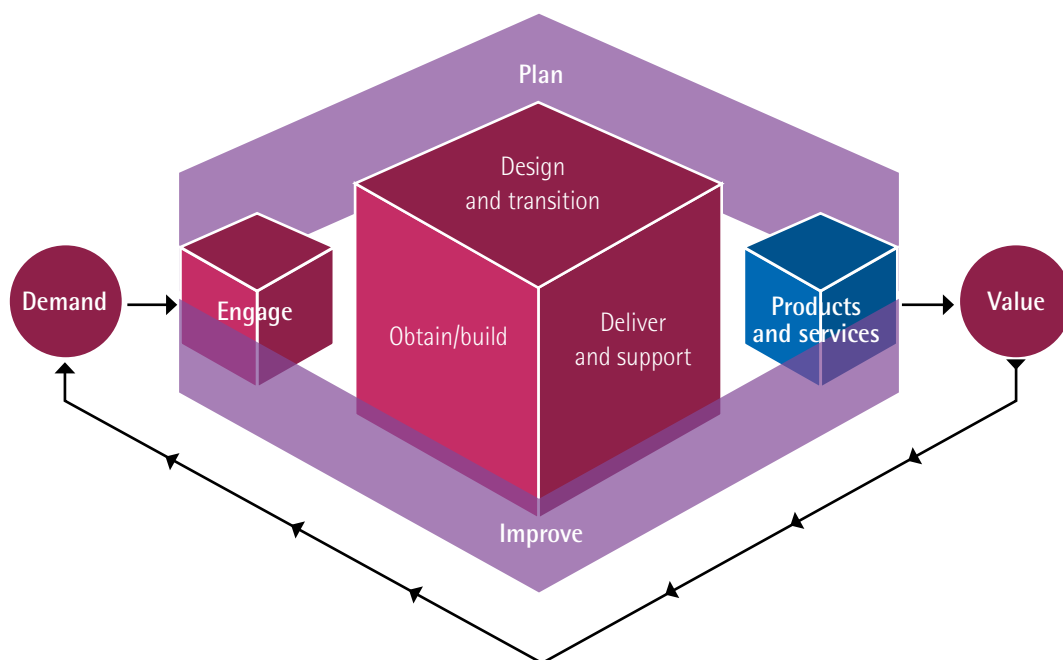 Plan
Design
and transition
Demand
Engage
Obtain/build
Deliver
and support
Products
and services
Value
Improve